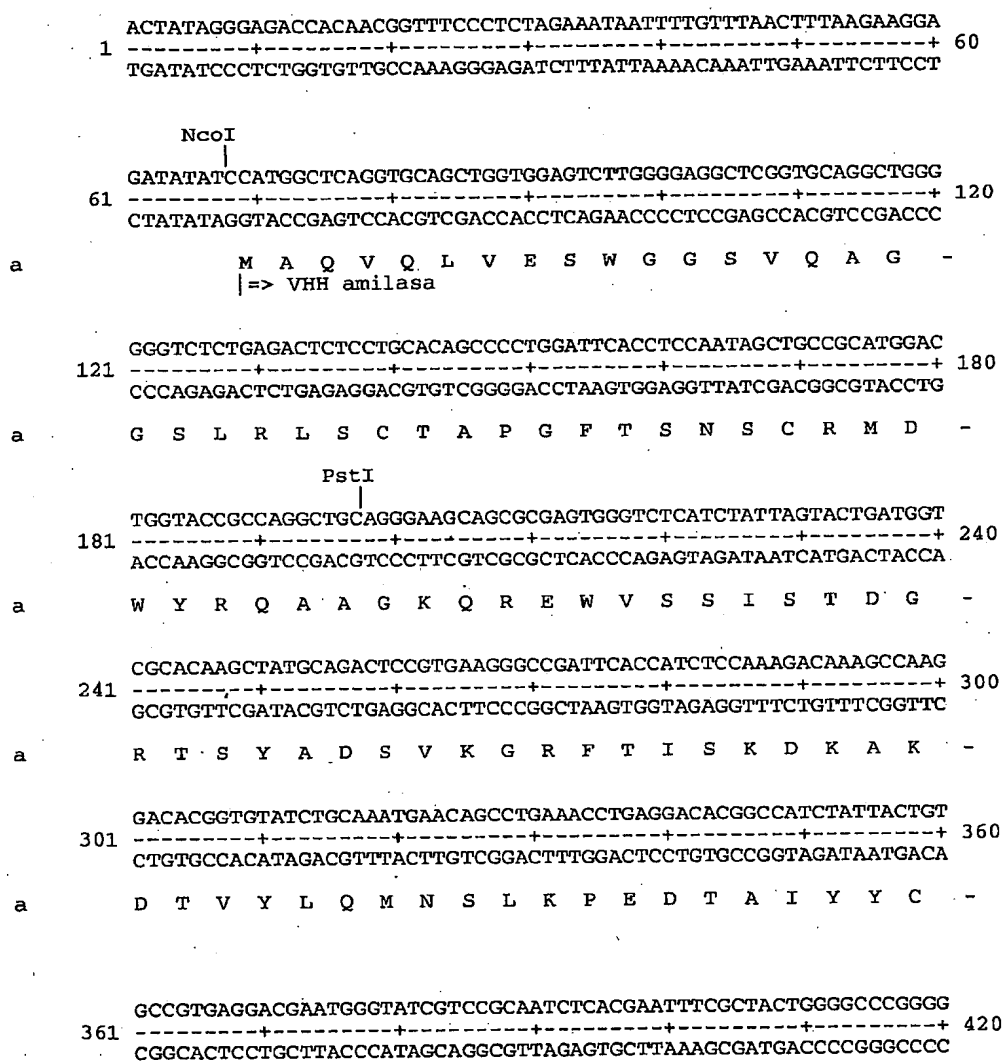 ACTATAGGGAGACCACAACGGTTTCCCTCTAGAAATAATTTTGTTTAACTTTAAGAAGGA
1 ---------+---------+---------+---------+---------+---------+ 60
TGATATCCCTCTGGTGTTGCCAAAGGGAGATCTTTATTAAAACAAATTGAAATTCTTCCT
NcoI
|
GATATATCCATGGCTCAGGTGCAGCTGGTGGAGTCTTGGGGAGGCTCGGTGCAGGCTGGG
61 ---------+---------+---------+---------+---------+---------+ 120
CTATATAGGTACCGAGTCCACGTCGACCACCTCAGAACCCCTCCGAGCCACGTCCGACCC
a M A Q V Q L V E S W G G S V Q A G -
|=> VHH amilasa
GGGTCTCTGAGACTCTCCTGCACAGCCCCTGGATTCACCTCCAATAGCTGCCGCATGGAC
121 ---------+---------+---------+---------+---------+---------+ 180
CCCAGAGACTCTGAGAGGACGTGTCGGGGACCTAAGTGGAGGTTATCGACGGCGTACCTG
a G S L R L S C T A P G F T S N S C R M D -
PstI
|
TGGTACCGCCAGGCTGCAGGGAAGCAGCGCGAGTGGGTCTCATCTATTAGTACTGATGGT
181 ---------+---------+---------+---------+---------+---------+ 240
ACCAAGGCGGTCCGACGTCCCTTCGTCGCGCTCACCCAGAGTAGATAATCATGACTACCA
a W Y R Q A A G K Q R E W V S S I S T D G -
CGCACAAGCTATGCAGACTCCGTGAAGGGCCGATTCACCATCTCCAAAGACAAAGCCAAG
241 ---------+---------+---------+---------+---------+---------+ 300
GCGTGTTCGATACGTCTGAGGCACTTCCCGGCTAAGTGGTAGAGGTTTCTGTTTCGGTTC
a R T S Y A D S V K G R F T I S K D K A K -
GACACGGTGTATCTGCAAATGAACAGCCTGAAACCTGAGGACACGGCCATCTATTACTGT
301 ---------+---------+---------+---------+---------+---------+ 360
CTGTGCCACATAGACGTTTACTTGTCGGACTTTGGACTCCTGTGCCGGTAGATAATGACA
a D T V Y L Q M N S L K P E D T A I Y Y C -
GCCGTGAGGACGAATGGGTATCGTCCGCAATCTCACGAATTTCGCTACTGGGGCCCGGGG
361 ---------+---------+---------+---------+---------+---------+ 420
CGGCACTCCTGCTTACCCATAGCAGGCGTTAGAGTGCTTAAAGCGATGACCCCGGGCCCC